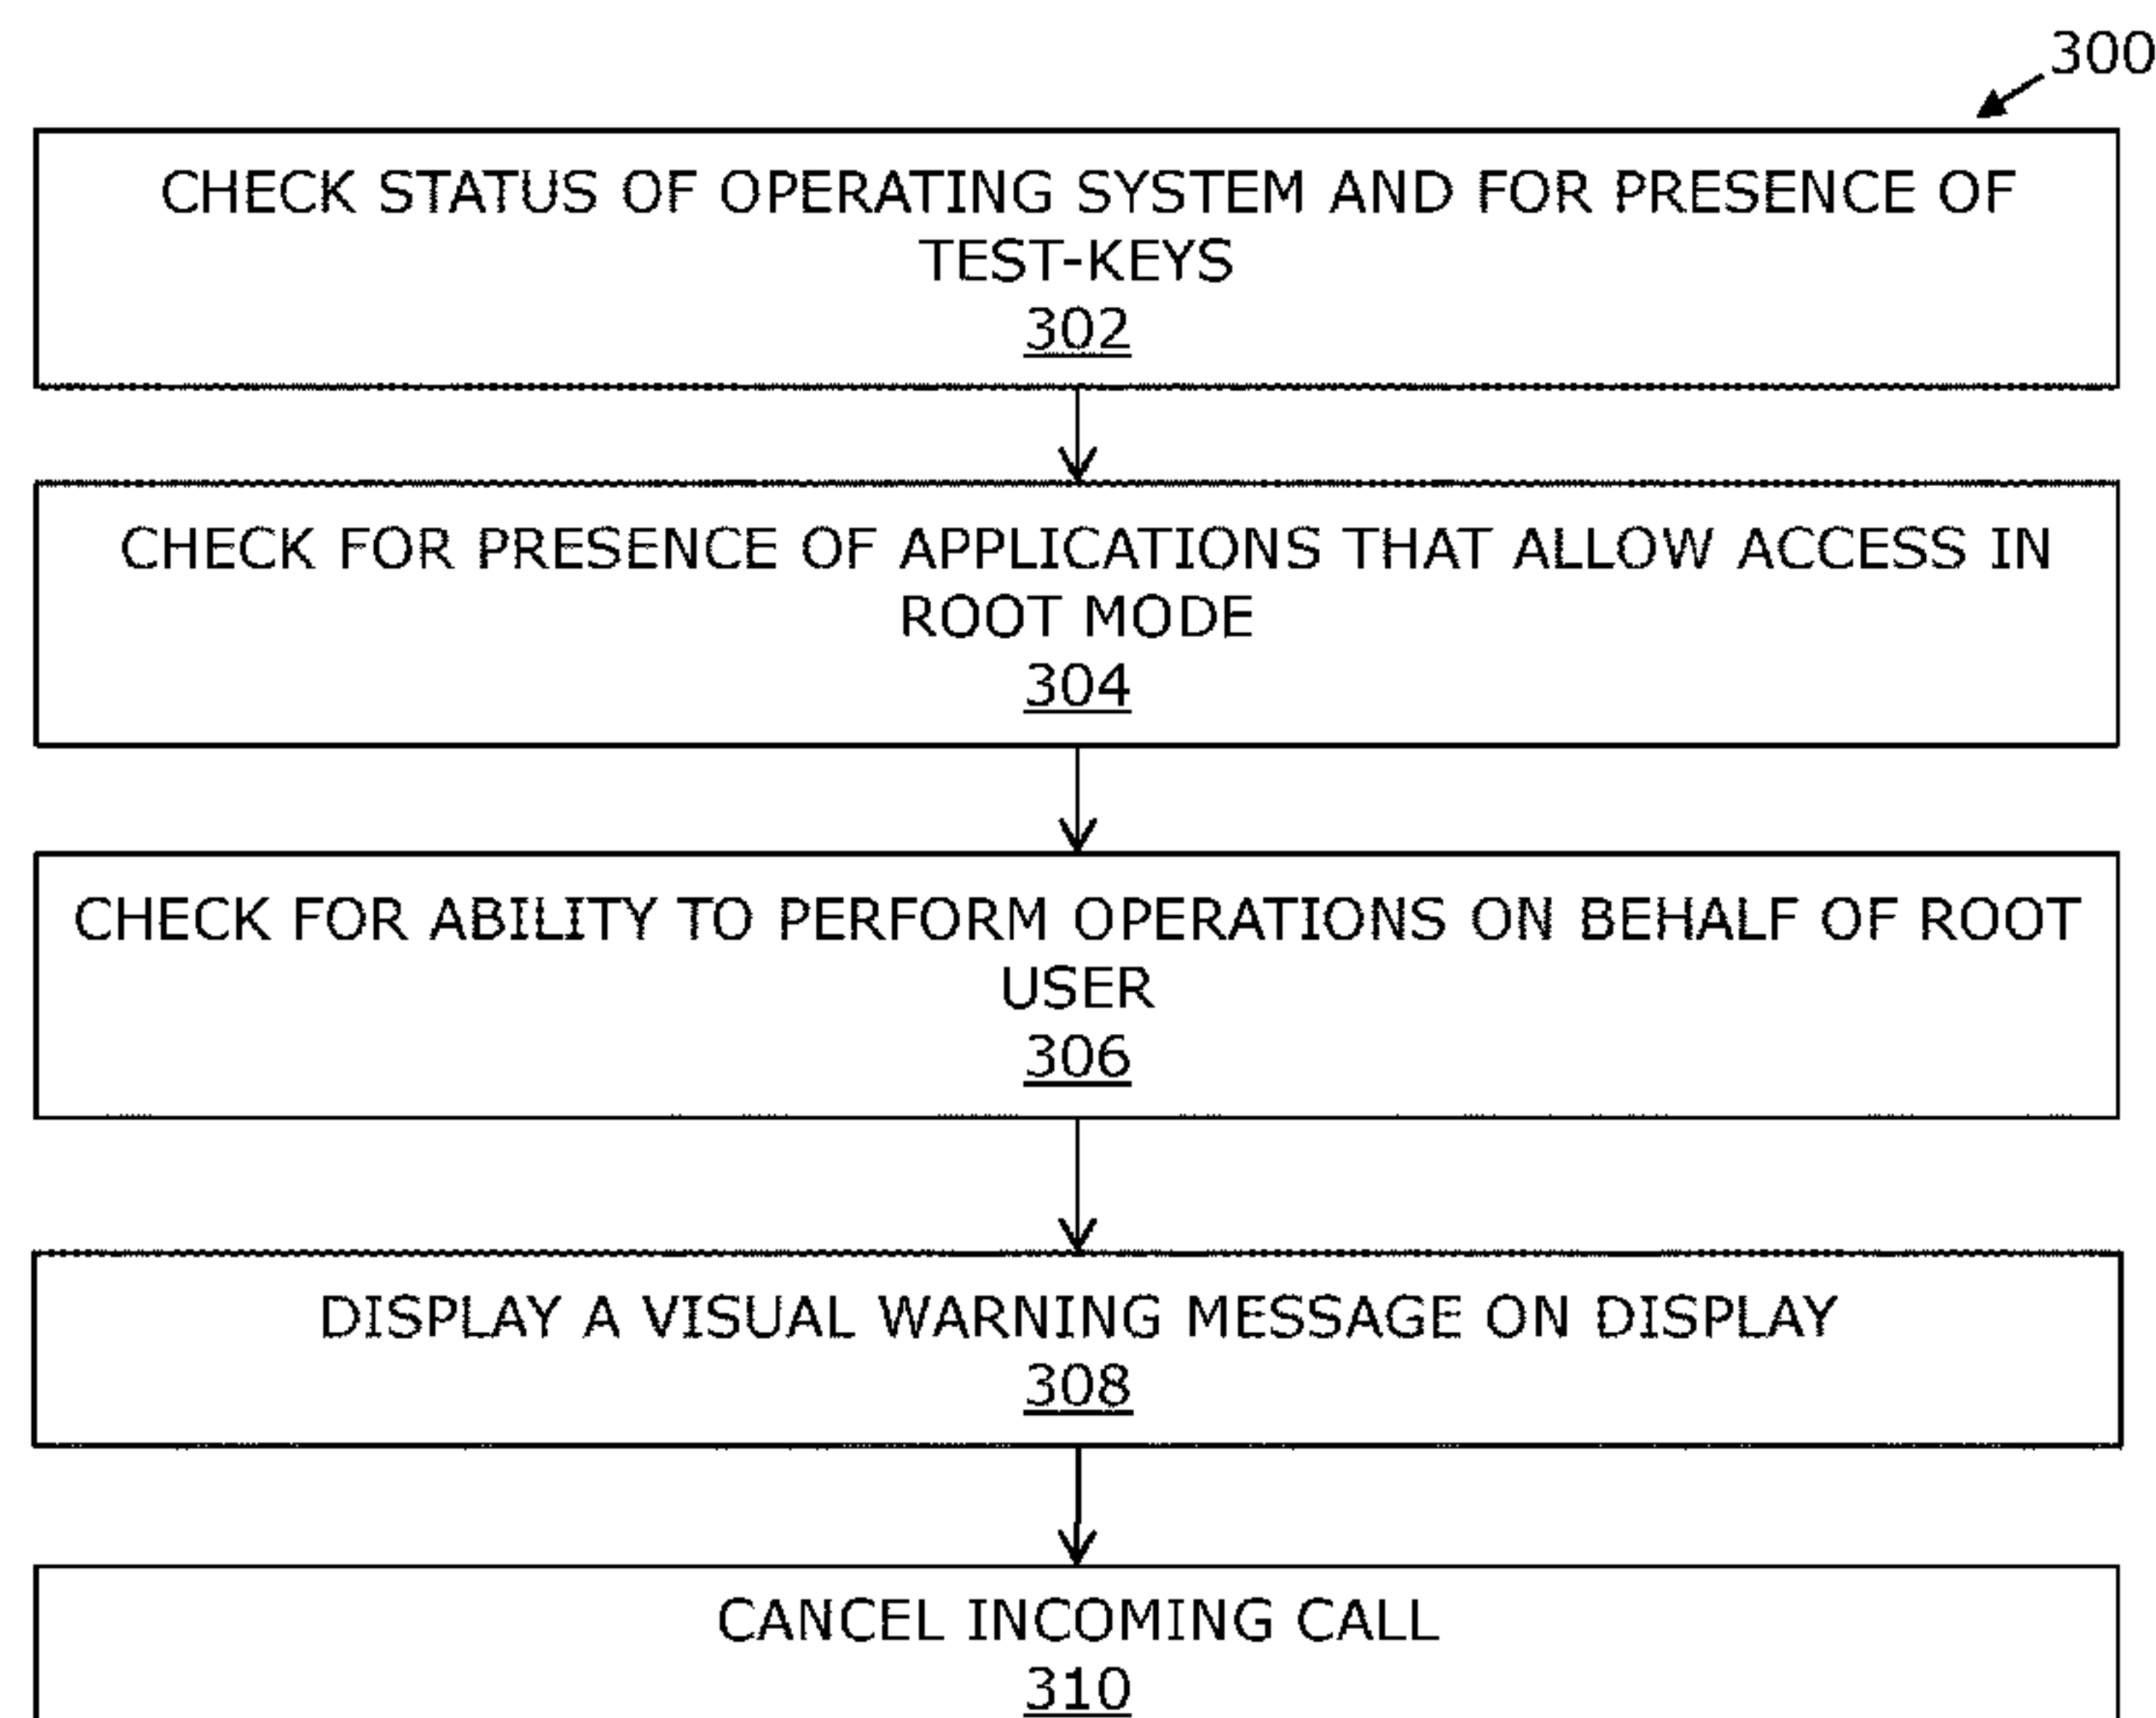 300
CHECK STATUS OF OPERATING SYSTEM AND FOR PRESENCE OF
TEST-KEYS
302
CHECK FOR PRESENCE OF APPLICATIONS THAT ALLOW ACCESS IN
ROOT MODE
304
CHECK FOR ABILITY TO PERFORM OPERATIONS ON BEHALF OF ROOT
USER
306
DISPLAY A VISUAL WARNING MESSAGE ON DISPLAY
308
CANCEL INCOMING CALL
310